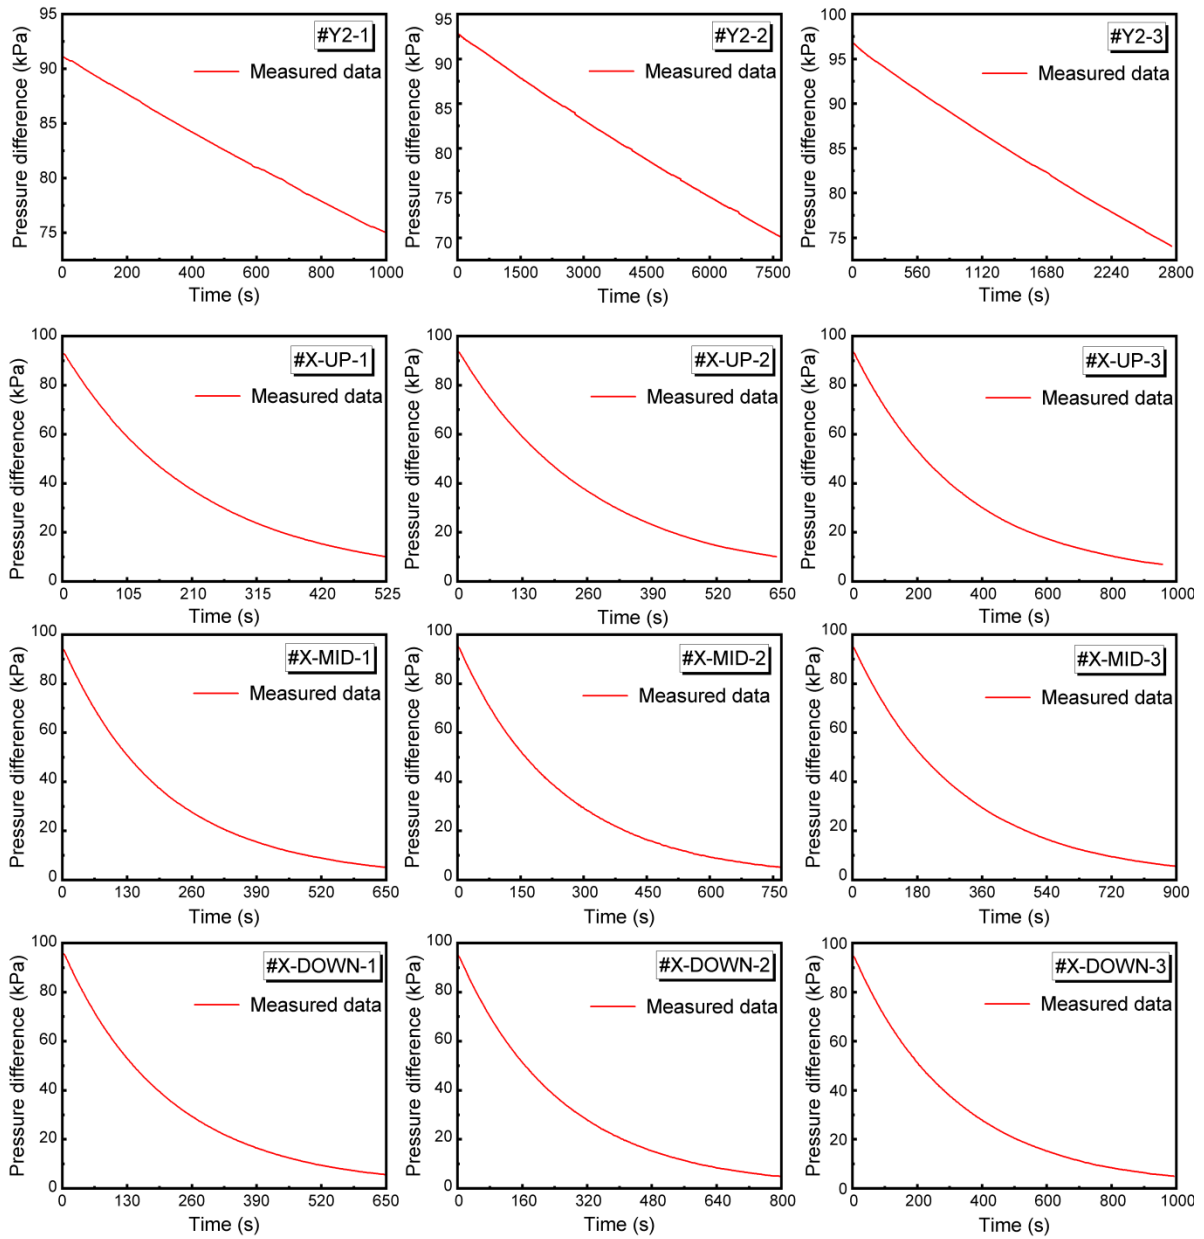 #Y2-1
Measured data
Pressure difference (kPa)
95
90
85
80
75
0 200 400 600 800 1000
Time (s)
#Y2-2
Measured data
Pressure difference (kPa)
95
90
85
80
75
70
0 1500 3000 4500 6000 7500
Time (s)
#Y2-3
Measured data
Pressure difference (kPa)
100
95
90
85
80
75
0 560 1120 1680 2240 2800
Time (s)
#X-UP-1
Measured data
Pressure difference (kPa)
100
80
60
40
20
0
0 105 210 315 420 525
Time (s)
#X-UP-2
Measured data
Pressure difference (kPa)
100
80
60
40
20
0
0 130 260 390 520 650
Time (s)
#X-UP-3
Measured data
Pressure difference (kPa)
100
80
60
40
20
0
0 200 400 600 800 1000
Time (s)
#X-MID-1
Measured data
Pressure difference (kPa)
100
80
60
40
20
0
0 130 260 390 520 650
Time (s)
#X-MID-2
Measured data
Pressure difference (kPa)
100
80
60
40
20
0
0 150 300 450 600 750
Time (s)
#X-MID-3
Measured data
Pressure difference (kPa)
100
80
60
40
20
0
0 180 360 540 720 900
Time (s)
#X-DOWN-1
Measured data
Pressure difference (kPa)
100
80
60
40
20
0
0 130 260 390 520 650
Time (s)
#X-DOWN-2
Measured data
Pressure difference (kPa)
100
80
60
40
20
0
0 160 320 480 640 800
Time (s)
#X-DOWN-3
Measured data
Pressure difference (kPa)
100
80
60
40
20
0
0 200 400 600 800 1000
Time (s)